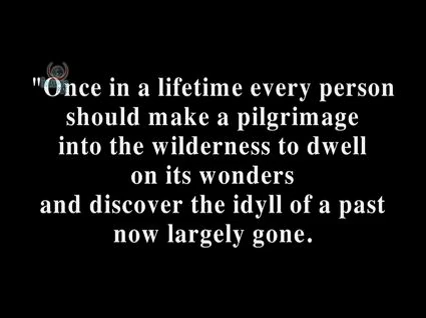 "Once in a lifetime every person
should make a pilgrimage
into the wilderness to dwell
on its wonders
and discover the idyll of a past
now largely gone.